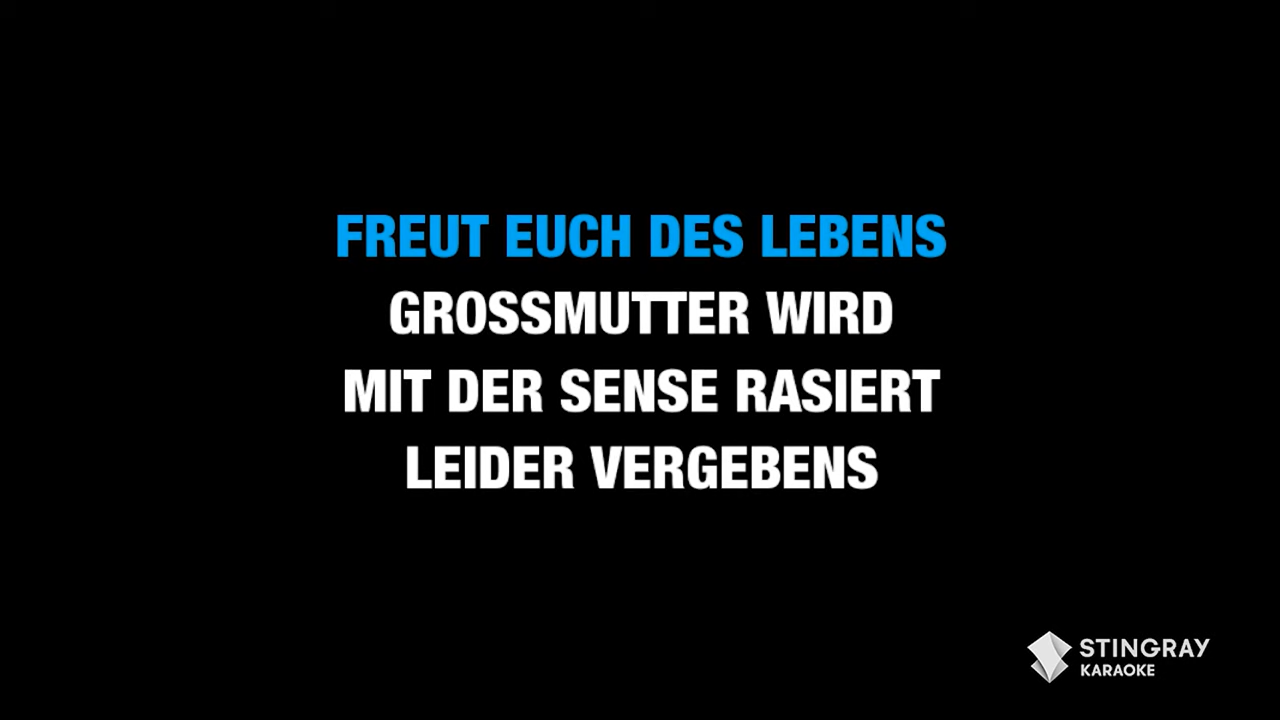 FREUT EUCH DES LEBENS
GROSSMUTTER WIRD
MIT DER SENSE RASIERT
LEIDER VERGEBENS
STINGRAY
KARAOKE